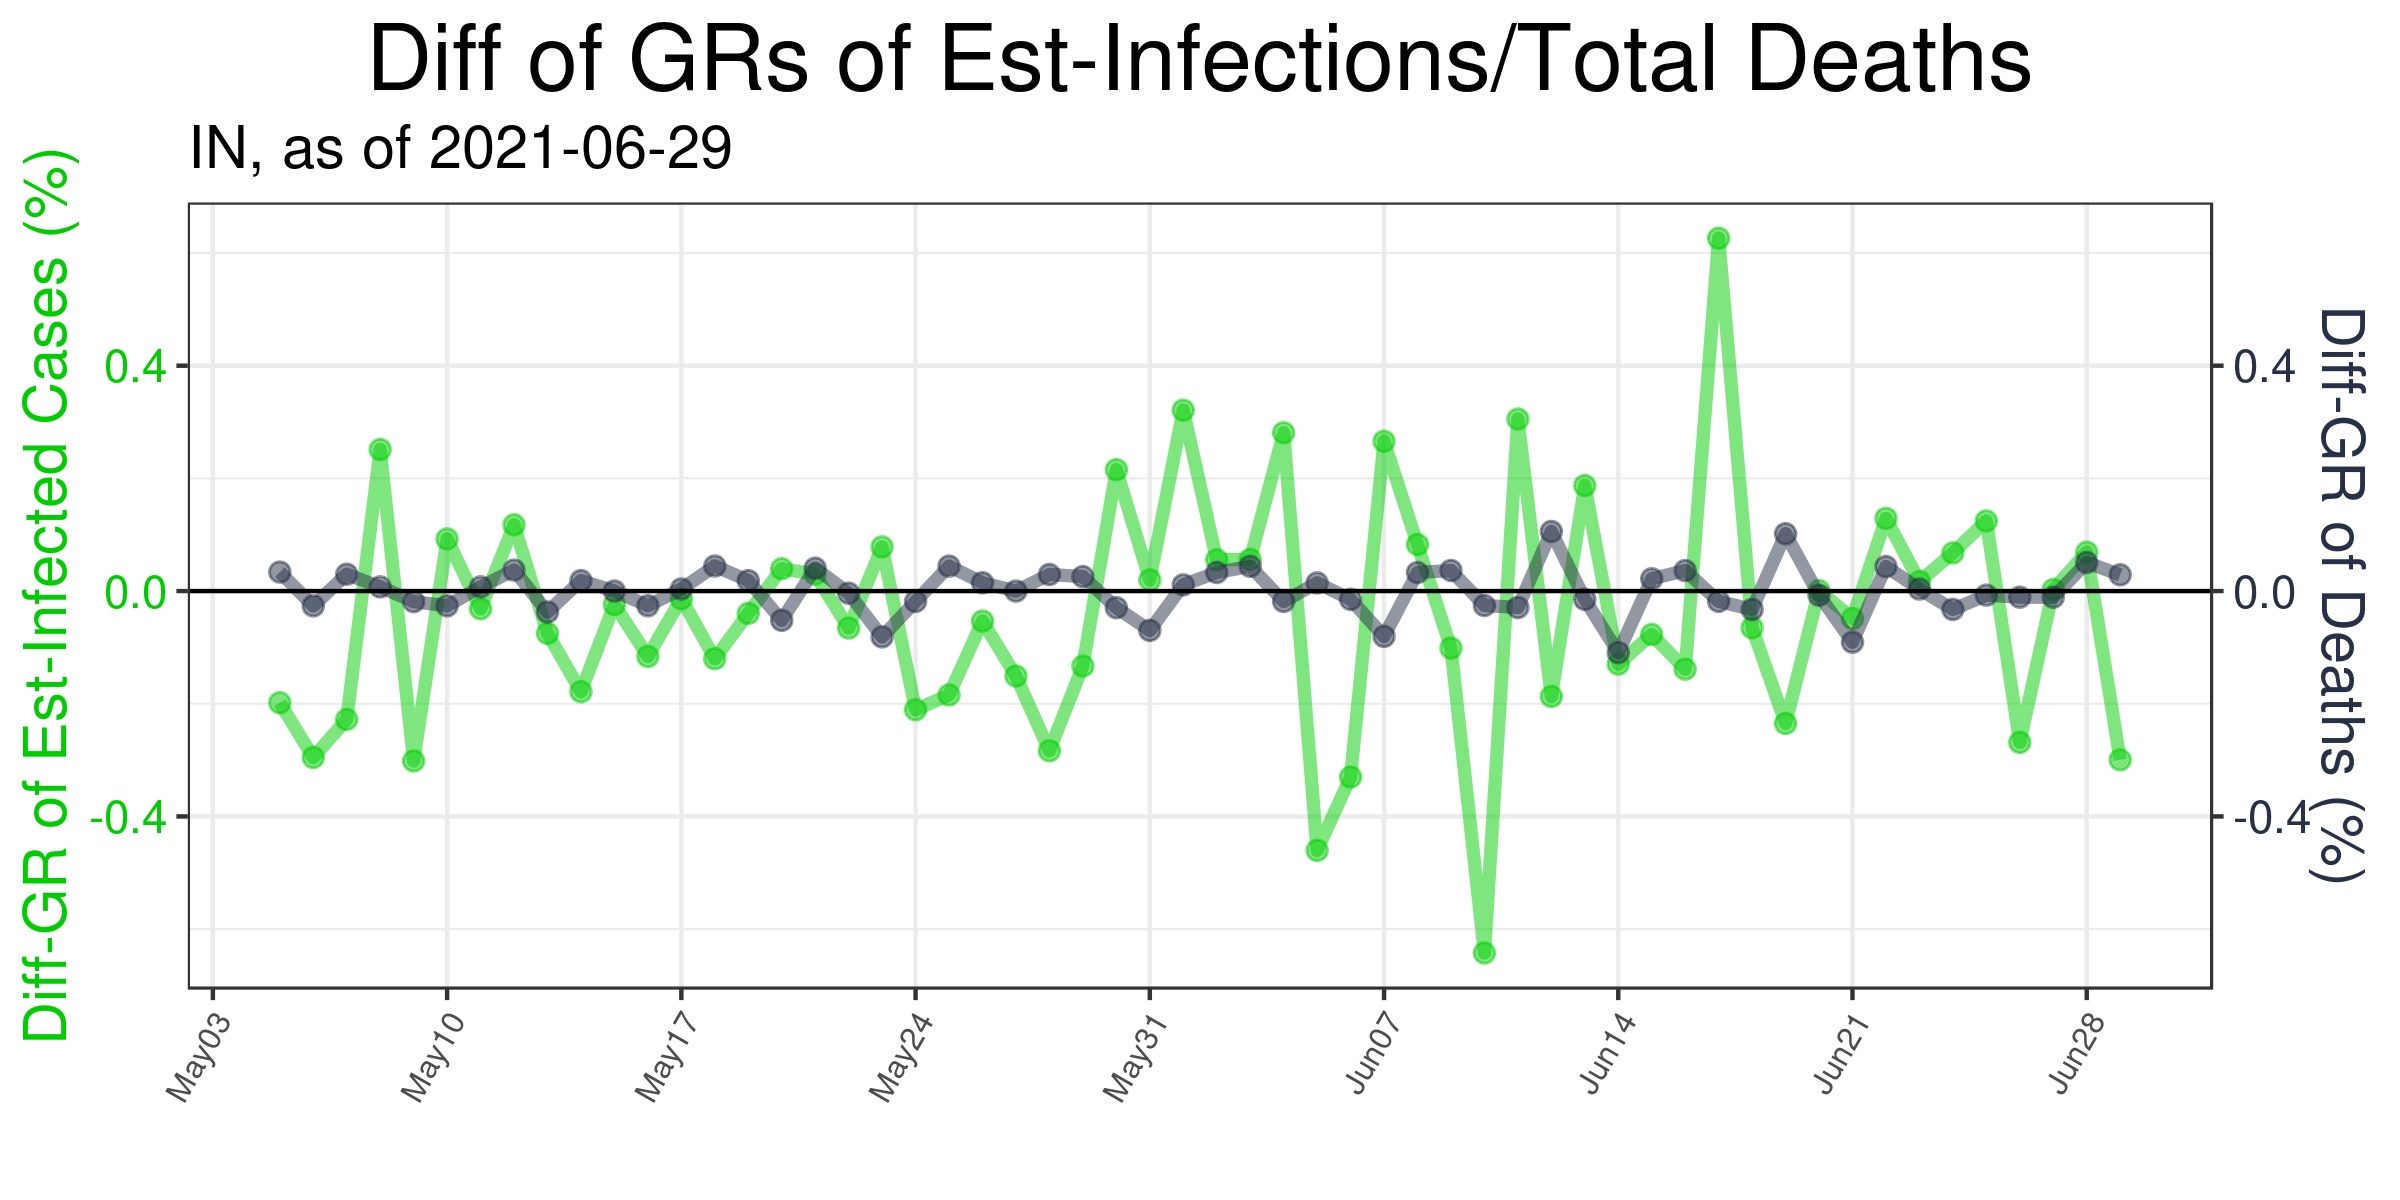 Diff of GRs of Est-Infections/Total Deaths
IN, as of 2021-06-29
Diff-GR of Est-Infected Cases (%)
0.4
0.0
-0.4
0.4
0.0
-0.4
Diff-GR of Deaths (%)
May03
May10
May17
May24
May31
Jun07
Jun14
Jun21
Jun28